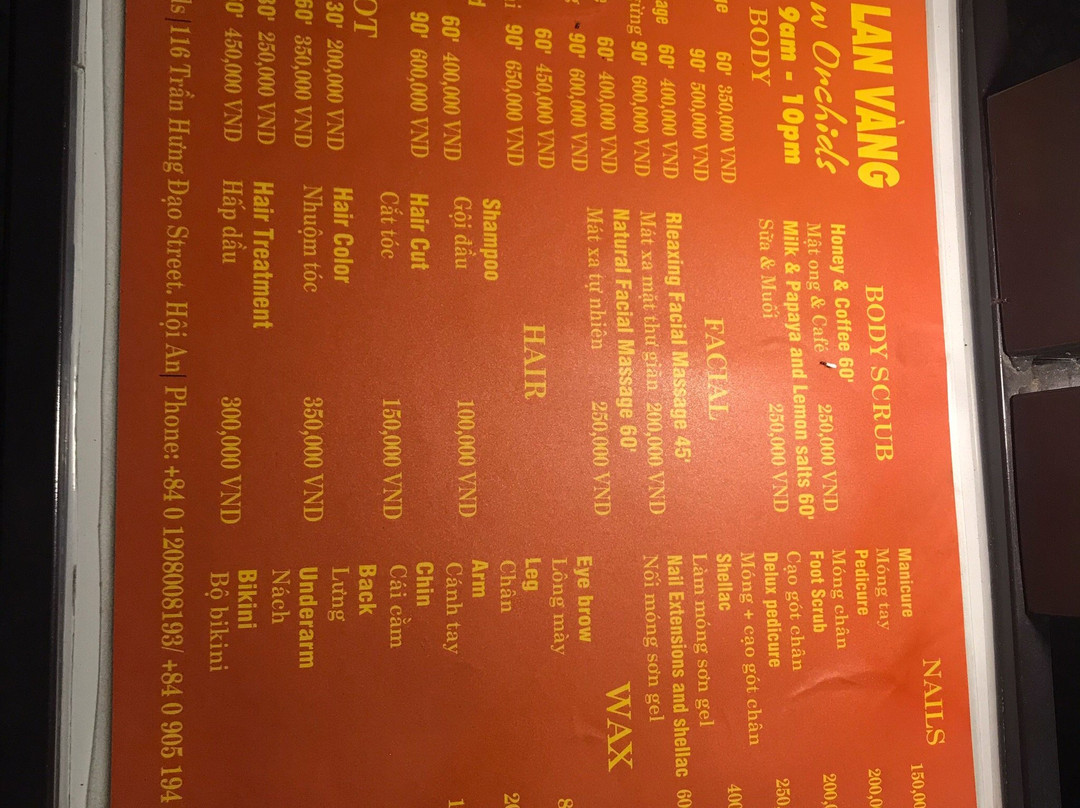 LAN VÀNG
Orchids
9am - 10pm
BODY
60' 350,000 VND
90' 500,000 VND
60' 400,000 VND
90' 600,000 VND
60' 400,000 VND
90' 600,000 VND
60' 450,000 VND
90' 650,000 VND
60' 400,000 VND
90' 600,000 VND
30' 200,000 VND
60' 350,000 VND
250,000 VND
450,000 VND
BODY SCRUB
Honey & Coffee 60'
Mật ong & Café 250,000 VND
Milk & Papaya and Lemon salts 60'
Sữa & Muối 250,000 VND
FACIAL
Rleaxing Facial Massage 45'
Mát xa mặt thư giãn 200,000 VND
Natural Facial Massage 60'
Mát xa tự nhiên 250,000 VND
HAIR
Shampoo
Gội đầu 100,000 VND
Hair Cut
Cắt tóc 150,000 VND
Hair Color
Nhuộm tóc 350,000 VND
Hair Treatment
Hấp dầu 300,000 VND
NAILS
Manicure
Móng tay
Pedicure
Móng chân
Foot Scrub
Cạo gót chân
Delux pedicure
Móng + cạo gót chân
Shellac
Làm móng sơn gel
Nail Extensions and shellac
Nối móng sơn gel
WAX
Eye brow
Lông mày
Leg
Chân
Arm
Cánh tay
Chin
Cái cằm
Back
Lưng
Underarm
Nách
Bikini
Bộ bikini
116 Trần Hưng Đạo Street, Hội An | Phone: +84 0 1208008193/ +84 0 905 194